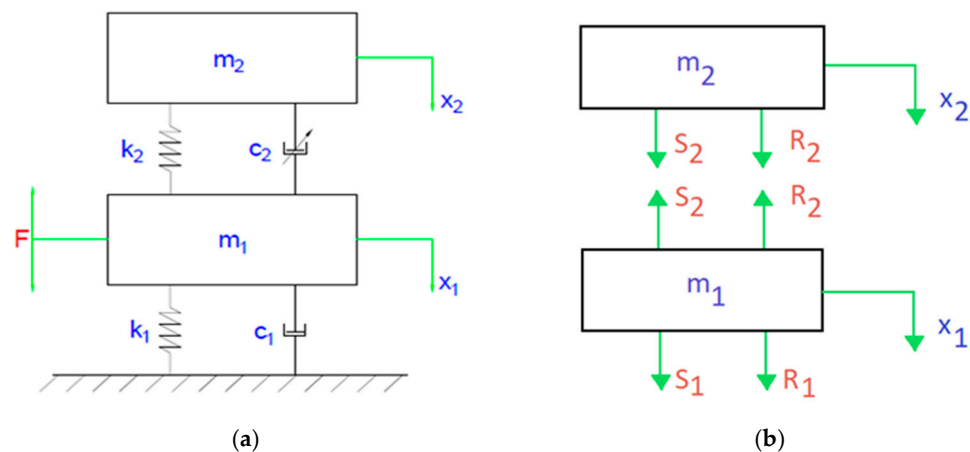 m₂
x₂
k₂
c₂
F
m₁
x₁
k₁
c₁
(a)
m₂
x₂
S₂
R₂
S₂
R₂
m₁
x₁
S₁
R₁
(b)